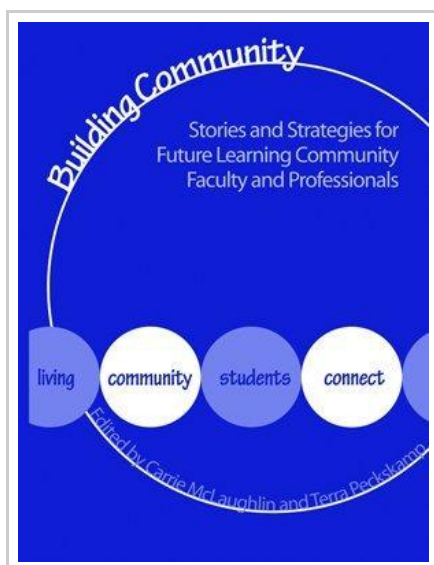 Building Community
Stories and Strategies for
Future Learning Community
Faculty and Professionals
living
community
students
connect
Edited by Carrie McLaughlin and Terra Peckskamp